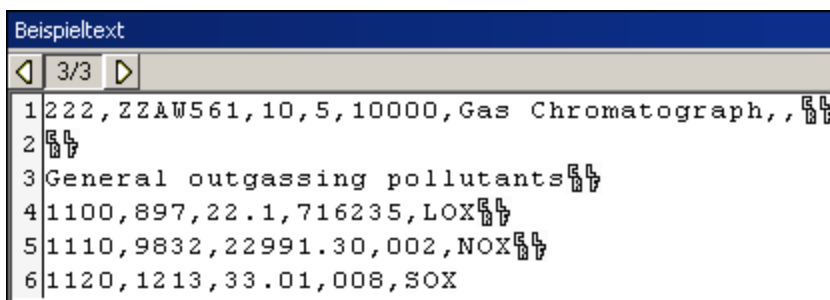 Beispieltext
3/3
1 222,ZZAW561,10,5,10000,Gas Chromatograph,,␍␊
2 ␍␊
3 General outgassing pollutants␍␊
4 1100,897,22.1,716235,LOX␍␊
5 1110,9832,22991.30,002,NOX␍␊
6 1120,1213,33.01,008,SOX